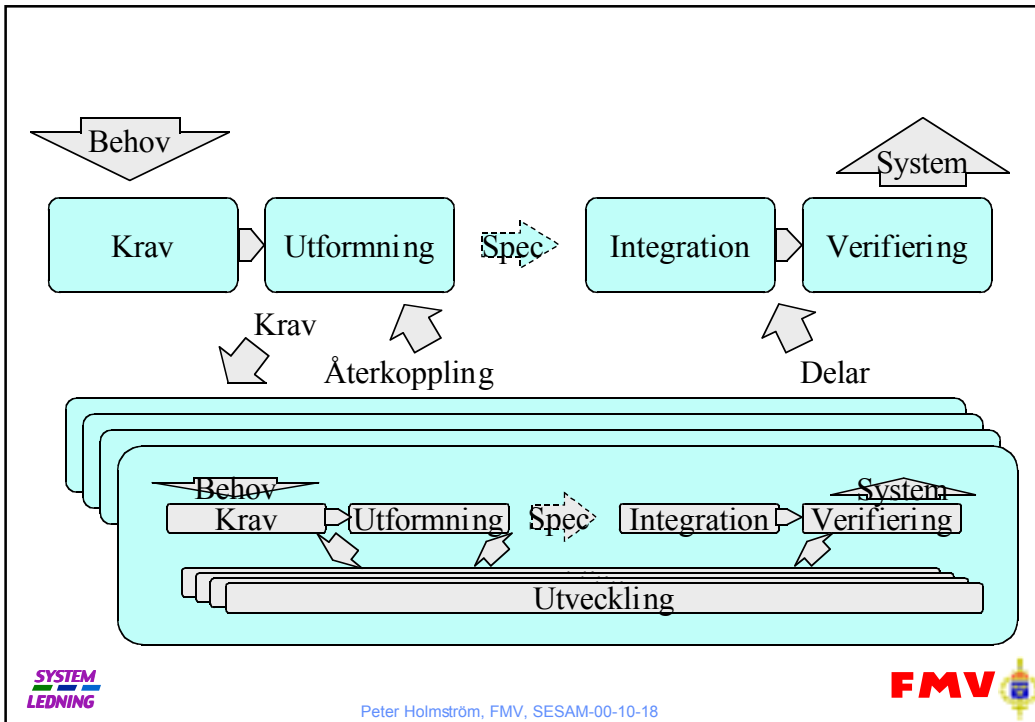 Behov
System
Krav
Utformning
Spec
Integration
Verifiering
Krav
Återkoppling
Delar
Behov
System
Krav
Utformning
Spec
Integration
Verifiering
Utveckling
SYSTEM
LEDNING
Peter Holmström, FMV, SESAM-00-10-18
FMV